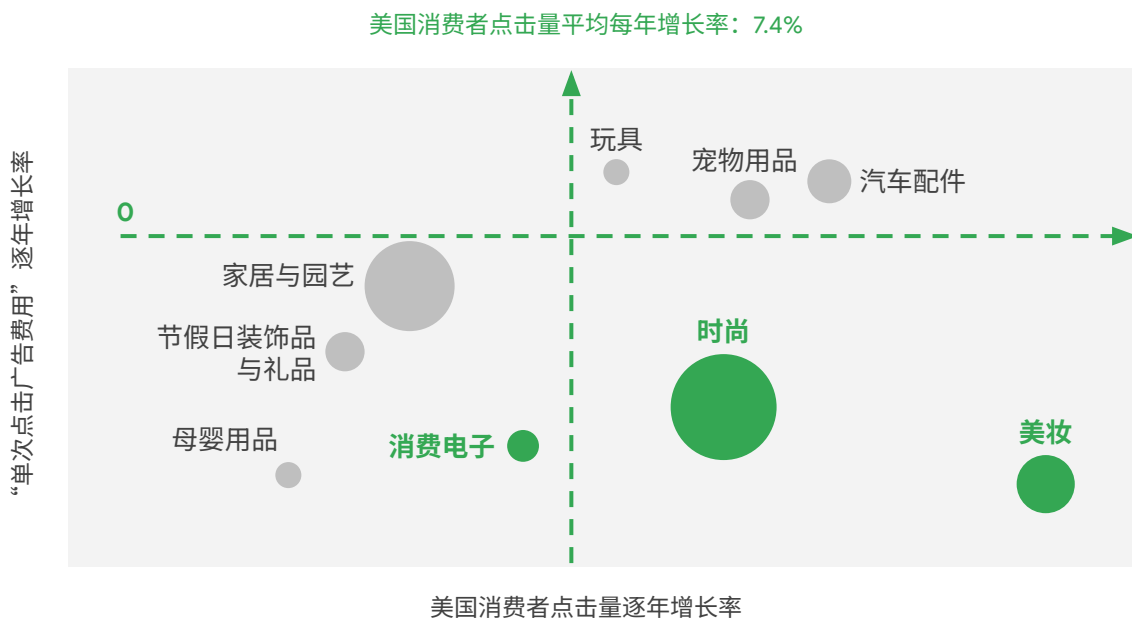 美国消费者点击量平均每年增长率：7.4%
玩具
宠物用品
汽车配件
0
家居与园艺
节假日装饰品
与礼品
时尚
母婴用品
消费电子
美妆
“单次点击广告费用”逐年增长率
美国消费者点击量逐年增长率